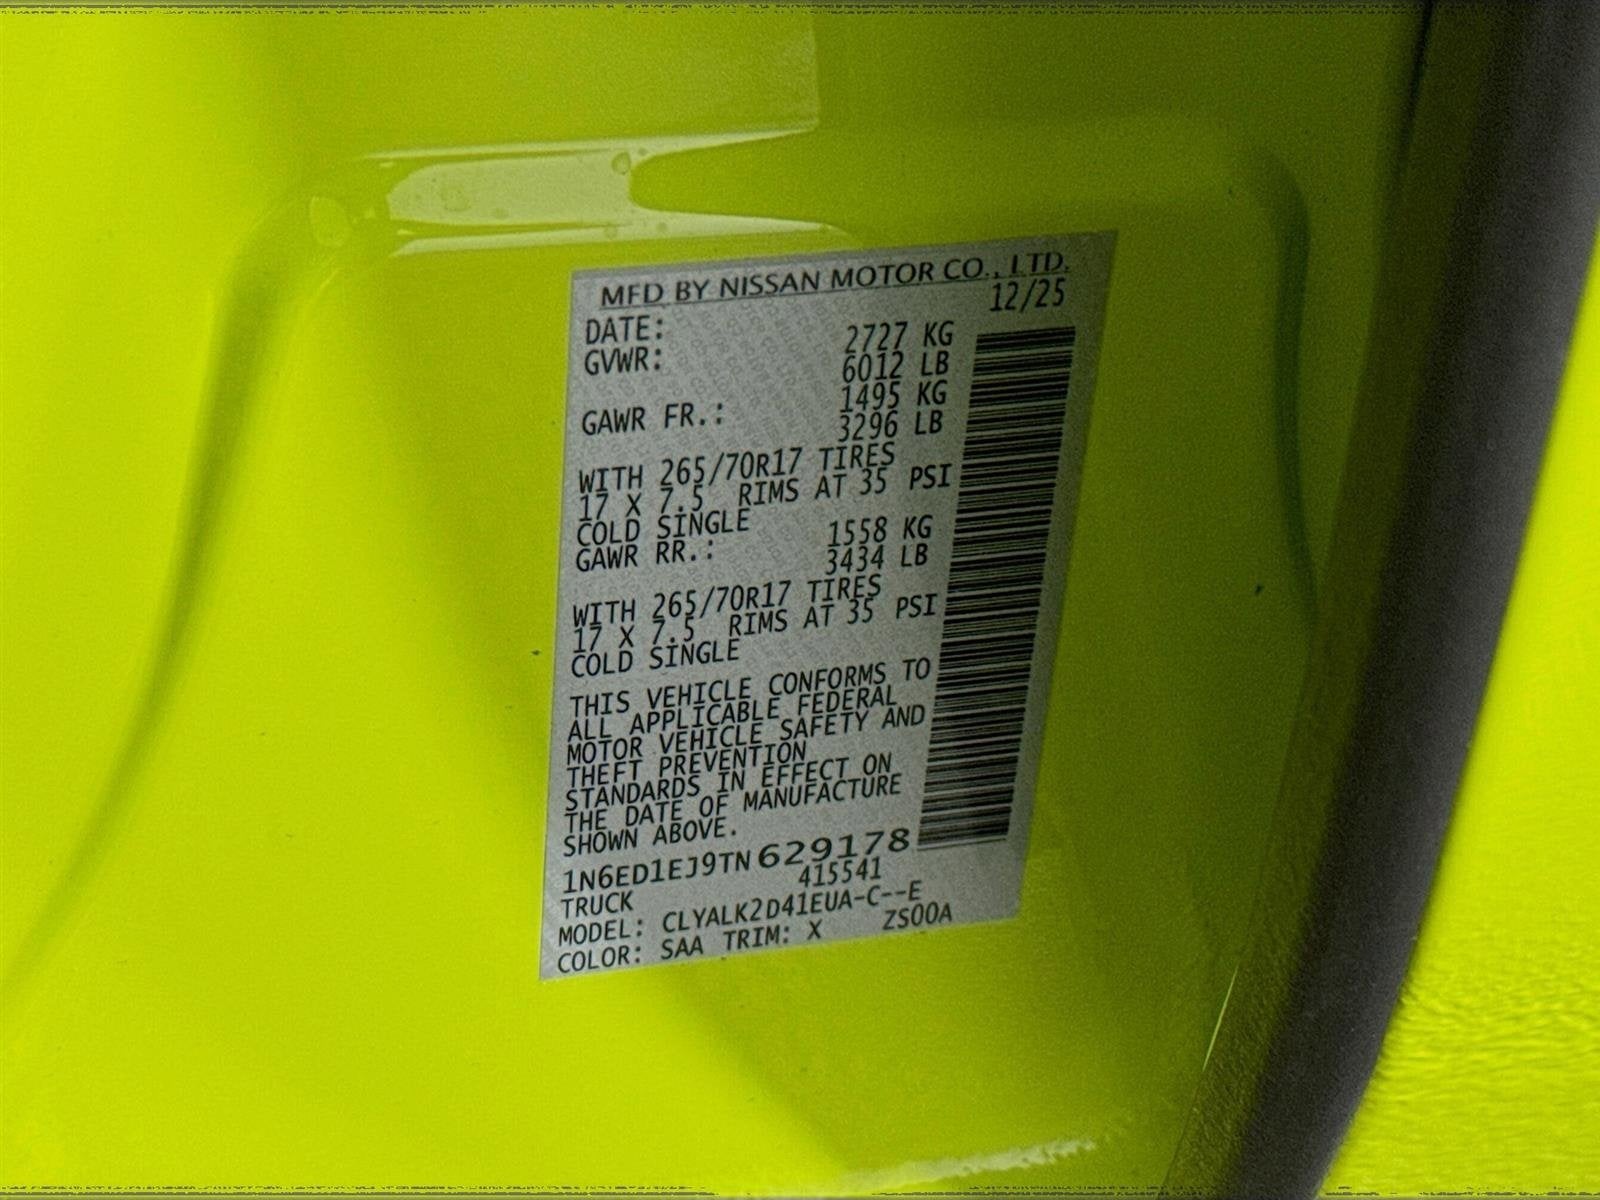 MFD BY NISSAN MOTOR CO., LTD.
DATE: 12/25
GVWR: 2727 KG
6012 LB
GAWR FR.: 1495 KG
3296 LB
WITH 265/70R17 TIRES
17 X 7.5 RIMS AT 35 PSI
COLD SINGLE
GAWR RR.: 1558 KG
3434 LB
WITH 265/70R17 TIRES
17 X 7.5 RIMS AT 35 PSI
COLD SINGLE
THIS VEHICLE CONFORMS TO
ALL APPLICABLE FEDERAL
MOTOR VEHICLE SAFETY AND
THEFT PREVENTION
STANDARDS IN EFFECT ON
THE DATE OF MANUFACTURE
SHOWN ABOVE.
1N6ED1EJ9TN629178
TRUCK 415541
MODEL: CLYALK2D41EUA-C--E
COLOR: SAA TRIM: X ZS00A